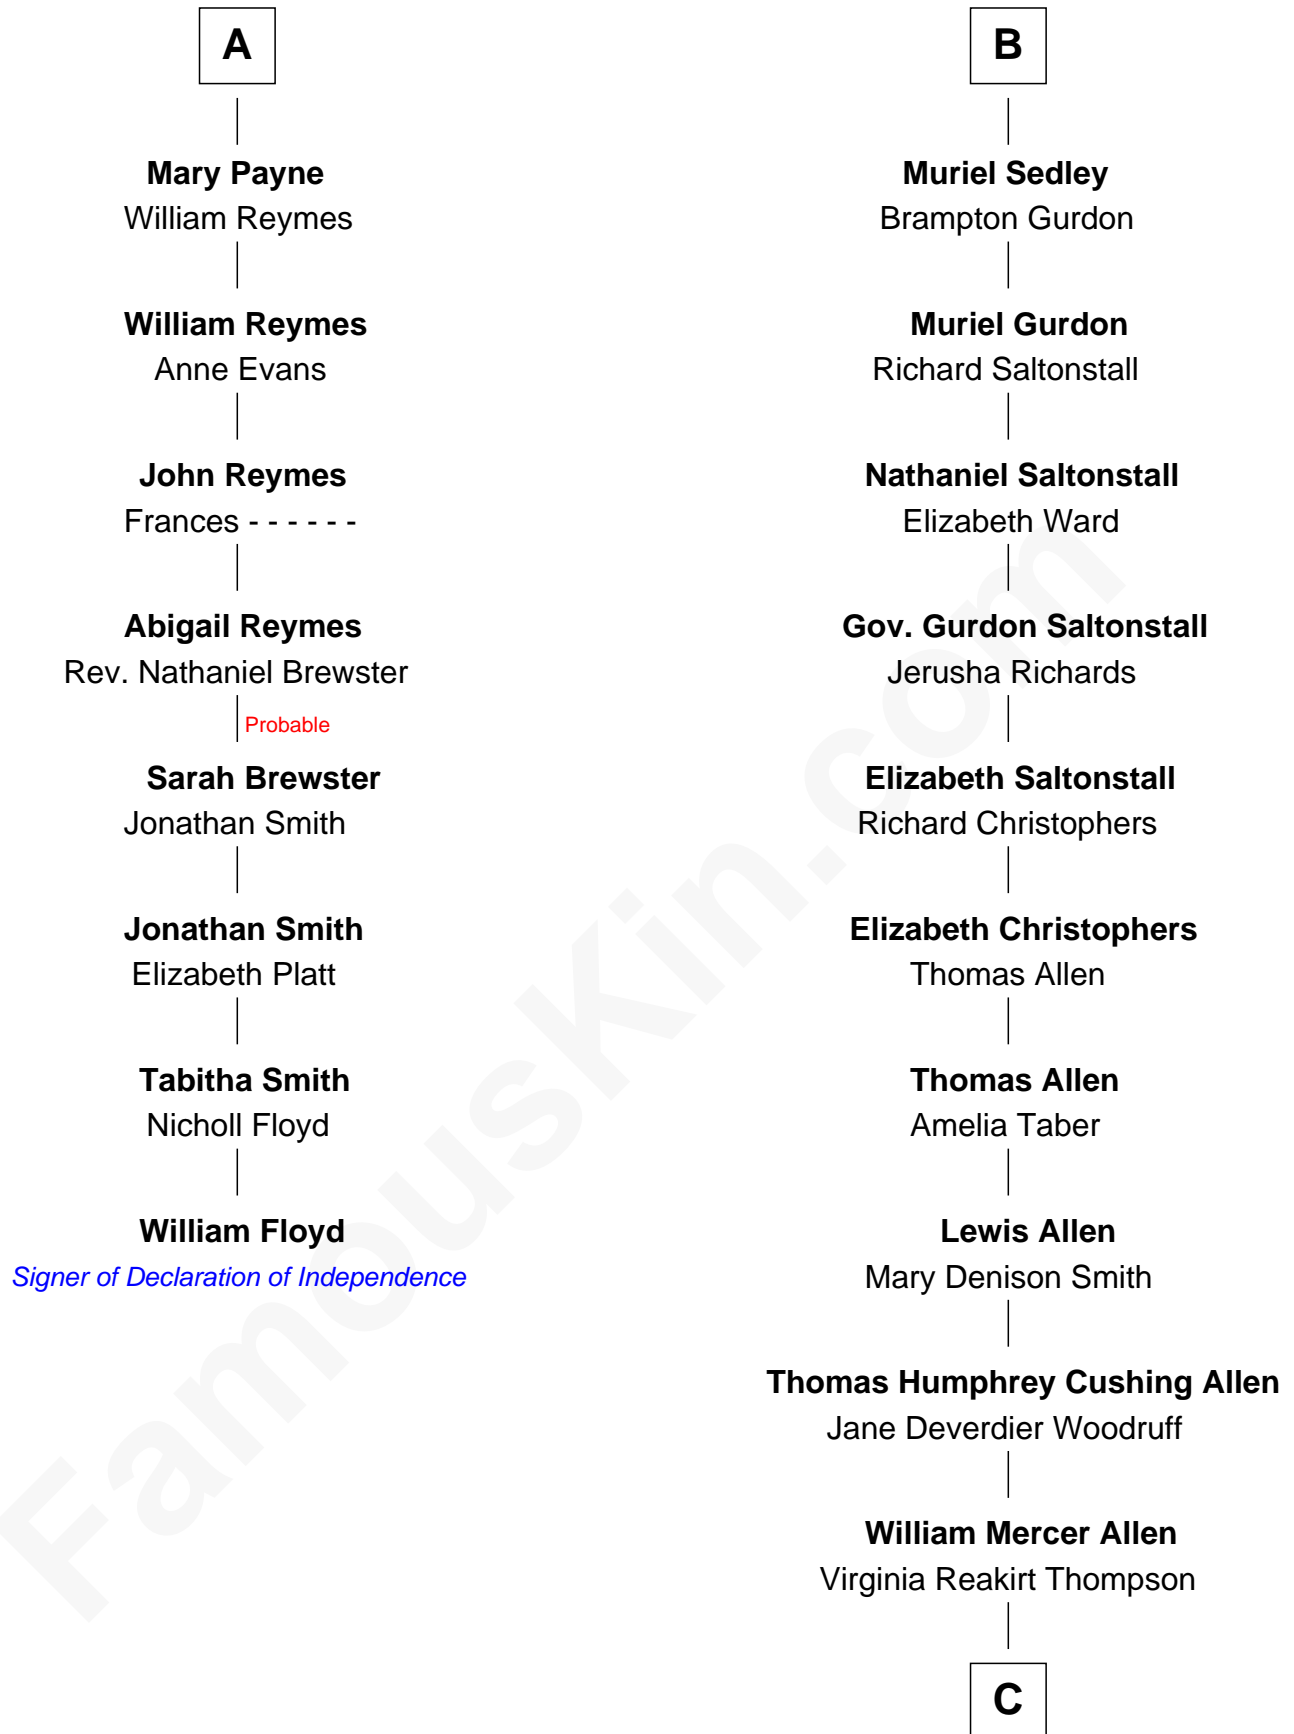 A
Mary Payne
William Reymes
William Reymes
Anne Evans
John Reymes
Frances - - - - - -
Abigail Reymes
Rev. Nathaniel Brewster
Probable
Sarah Brewster
Jonathan Smith
Jonathan Smith
Elizabeth Platt
Tabitha Smith
Nicholl Floyd
William Floyd
Signer of Declaration of Independence
B
Muriel Sedley
Brampton Gurdon
Muriel Gurdon
Richard Saltonstall
Nathaniel Saltonstall
Elizabeth Ward
Gov. Gurdon Saltonstall
Jerusha Richards
Elizabeth Saltonstall
Richard Christophers
Elizabeth Christophers
Thomas Allen
Thomas Allen
Amelia Taber
Lewis Allen
Mary Denison Smith
Thomas Humphrey Cushing Allen
Jane Deverdier Woodruff
William Mercer Allen
Virginia Reakirt Thompson
C
FamousKin.com